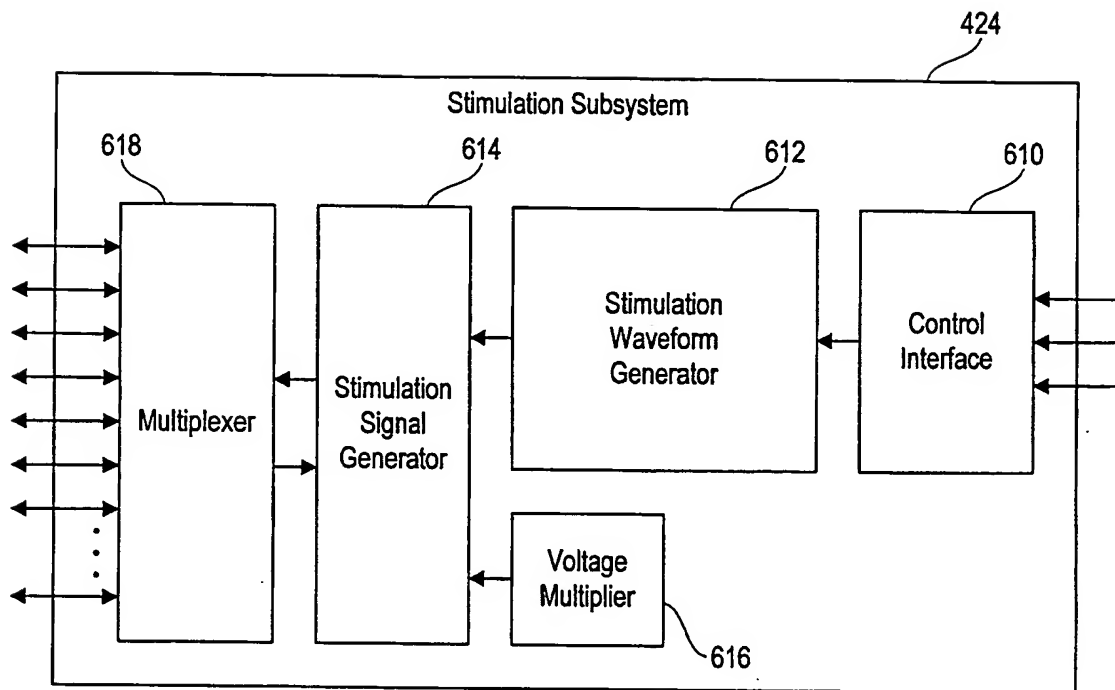 424
Stimulation Subsystem
618
614
612
610
Multiplexer
Stimulation
Signal
Generator
Stimulation
Waveform
Generator
Control
Interface
Voltage
Multiplier
616